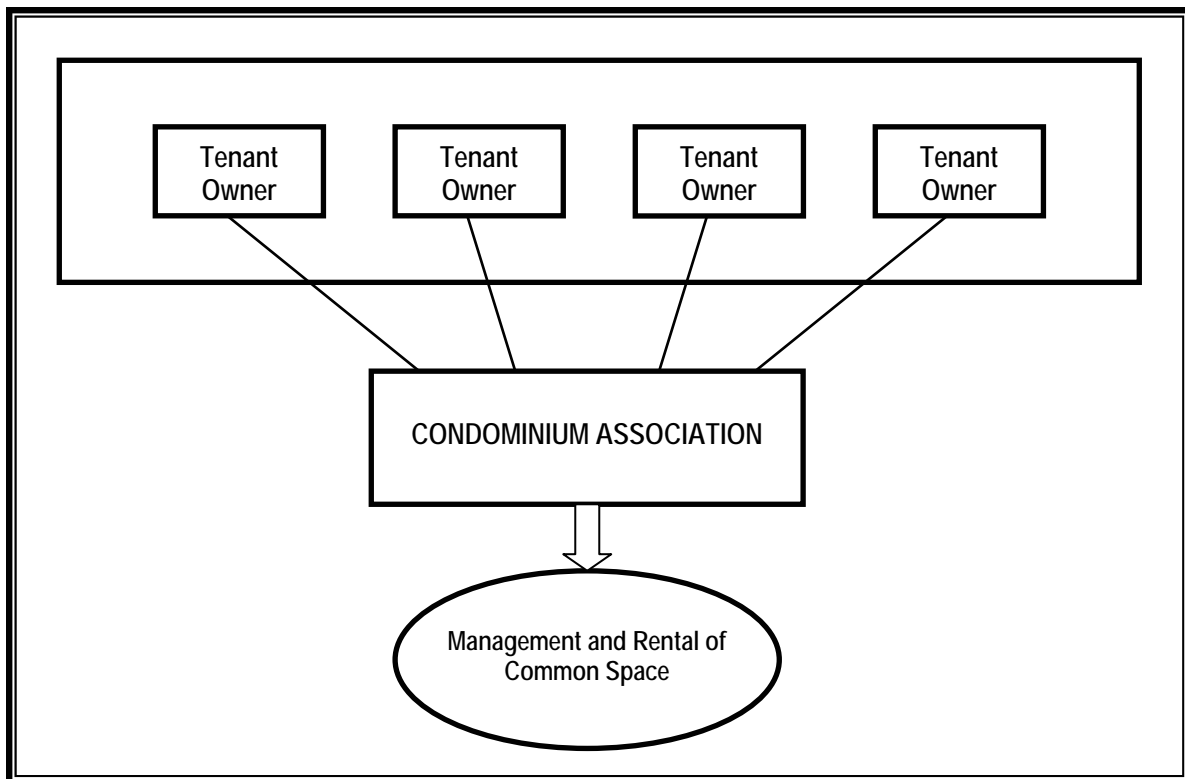 Tenant
Owner
Tenant
Owner
Tenant
Owner
Tenant
Owner
CONDOMINIUM ASSOCIATION
Management and Rental of
Common Space